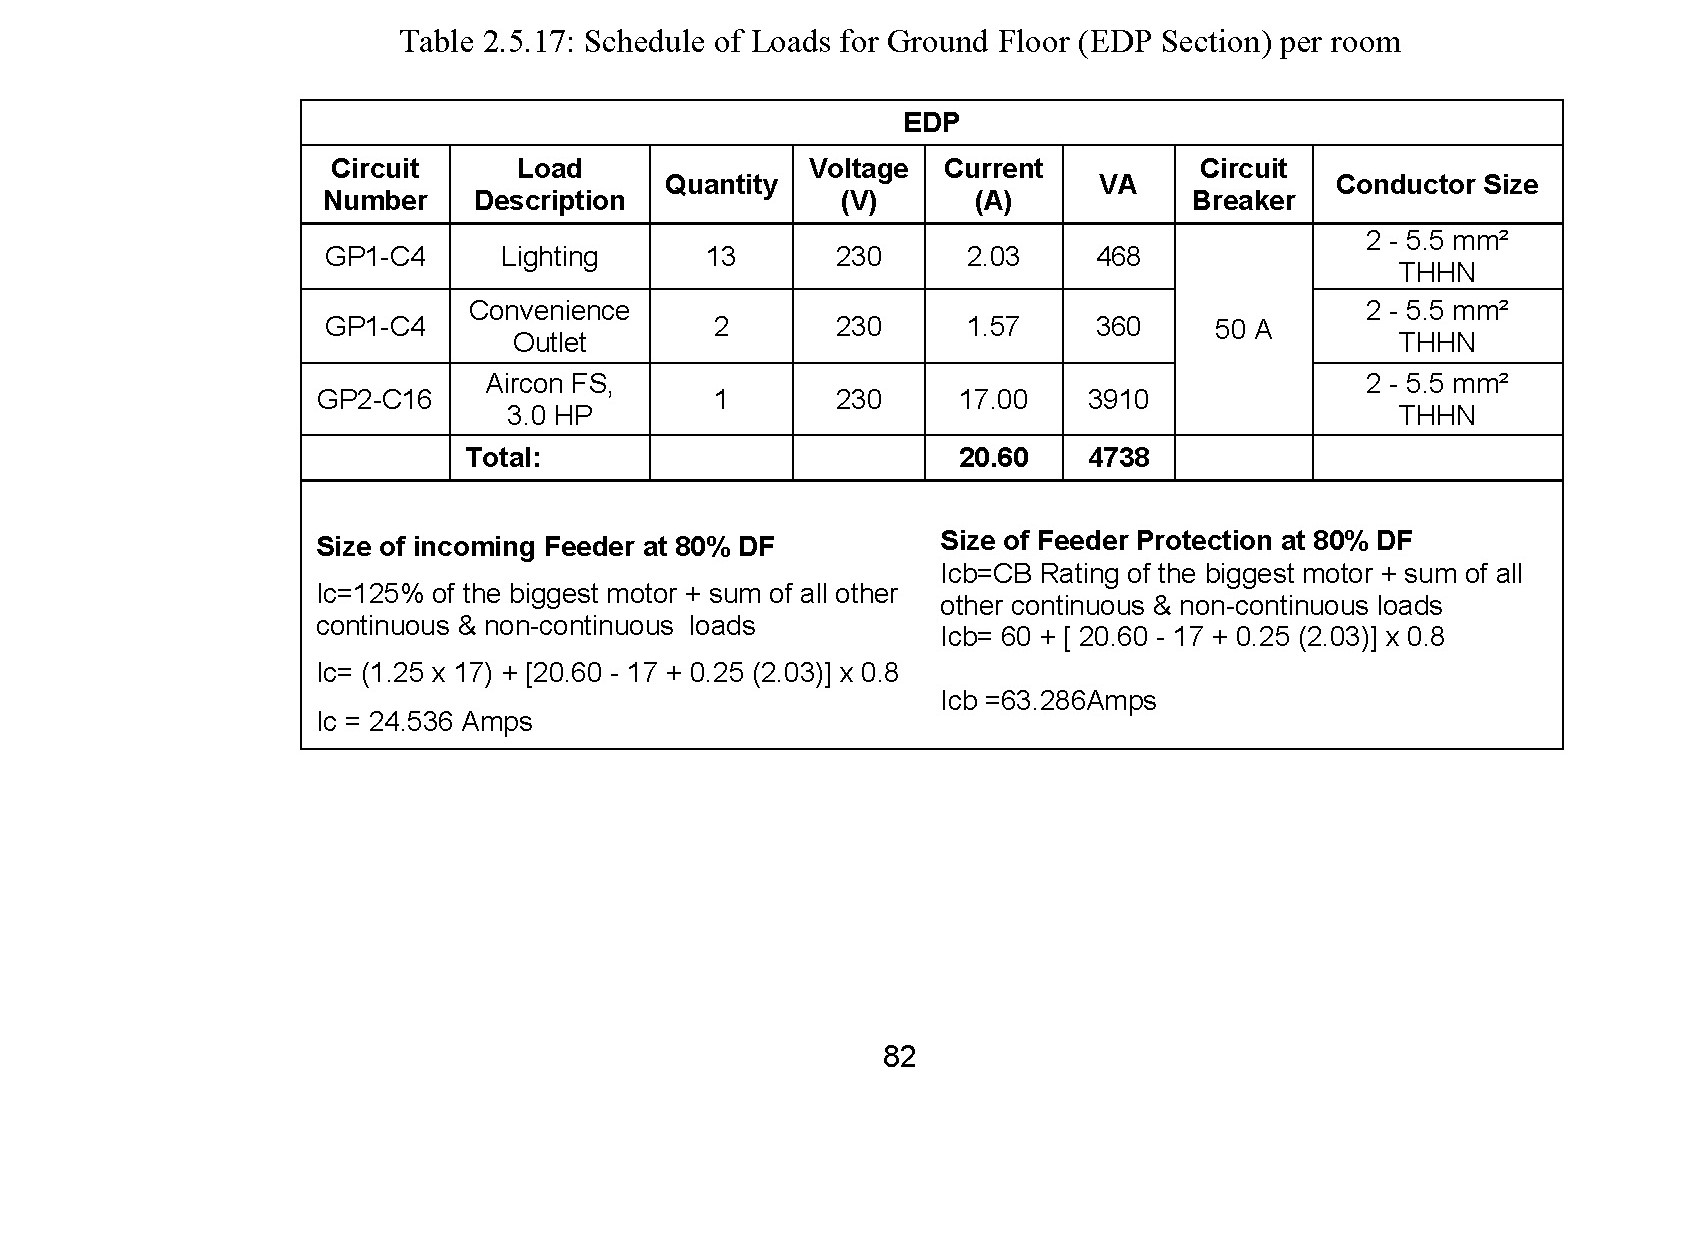 Table 2.5.17: Schedule of Loads for Ground Floor (EDP Section) per room
EDP
Circuit Number	Load Description	Quantity	Voltage (V)	Current (A)	VA	Circuit Breaker	Conductor Size
GP1-C4	Lighting	13	230	2.03	468	50 A	2 - 5.5 mm² THHN
GP1-C4	Convenience Outlet	2	230	1.57	360	2 - 5.5 mm² THHN
GP2-C16	Aircon FS, 3.0 HP	1	230	17.00	3910	2 - 5.5 mm² THHN
Total:	20.60	4738
Size of incoming Feeder at 80% DF
Ic=125% of the biggest motor + sum of all other
continuous & non-continuous loads
Ic= (1.25 x 17) + [20.60 - 17 + 0.25 (2.03)] x 0.8
Ic = 24.536 Amps
Size of Feeder Protection at 80% DF
Icb=CB Rating of the biggest motor + sum of all
other continuous & non-continuous loads
Icb= 60 + [ 20.60 - 17 + 0.25 (2.03)] x 0.8
Icb =63.286Amps
82